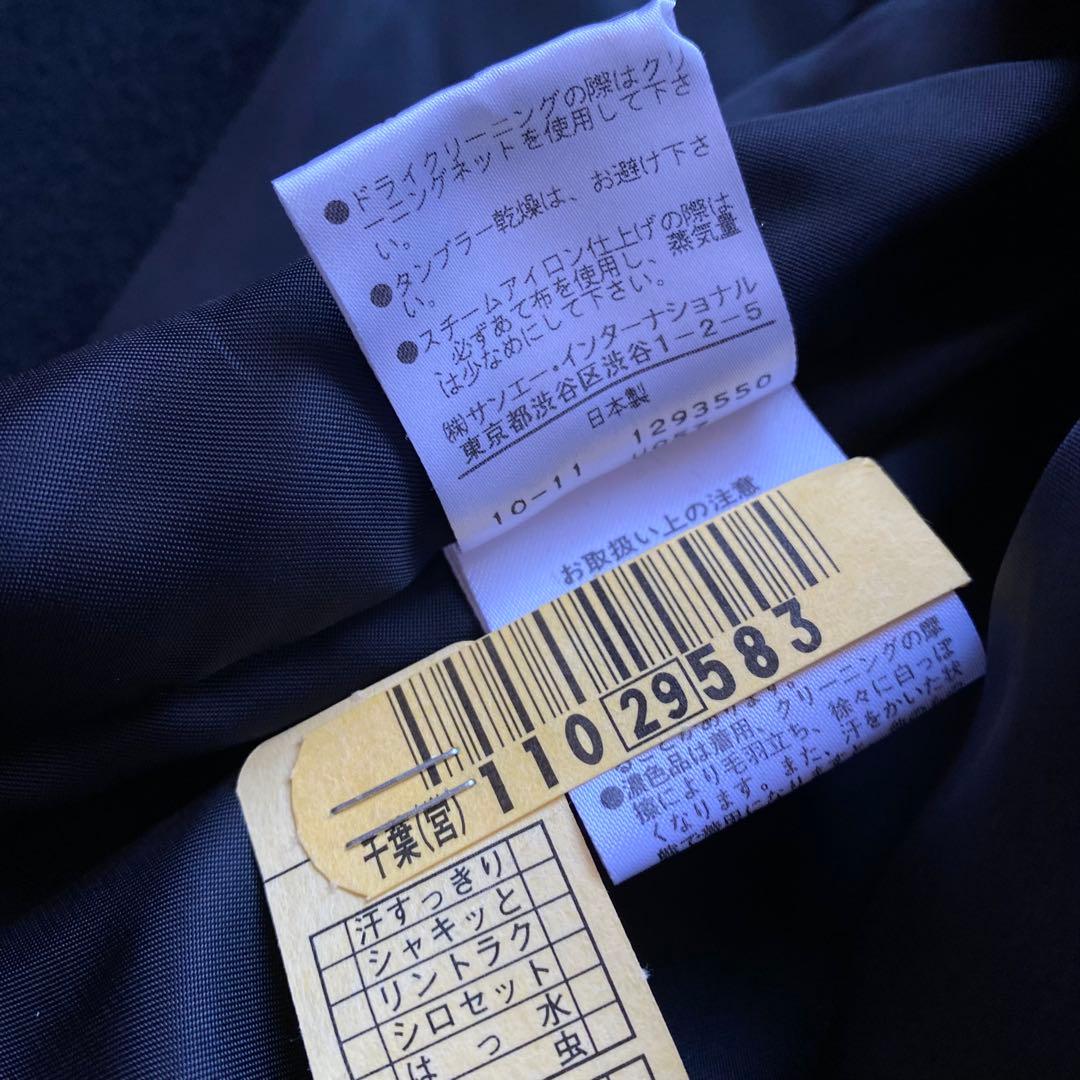 ●ドライクリーニングの際はクリ
ーニングネットを使用して下さ
い。
●タンブラー乾燥は、お避け下さ
い。
●スチームアイロン仕上げの際は
必ずあて布を使用し、蒸気量
は少なめにして下さい。
㈱サンエー・インターナショナル
東京都渋谷区渋谷1-2-5
日本製
10-11 1293550
お取扱い上の注意
●濃色品は着用、クリーニングの摩
擦により毛羽立ち、徐々に白っぽ
くなります。また、汗をかいた状
千葉(宮) 110 29 583
汗すっきり
シャキッと
リントラク
シロセット
はっ水
虫